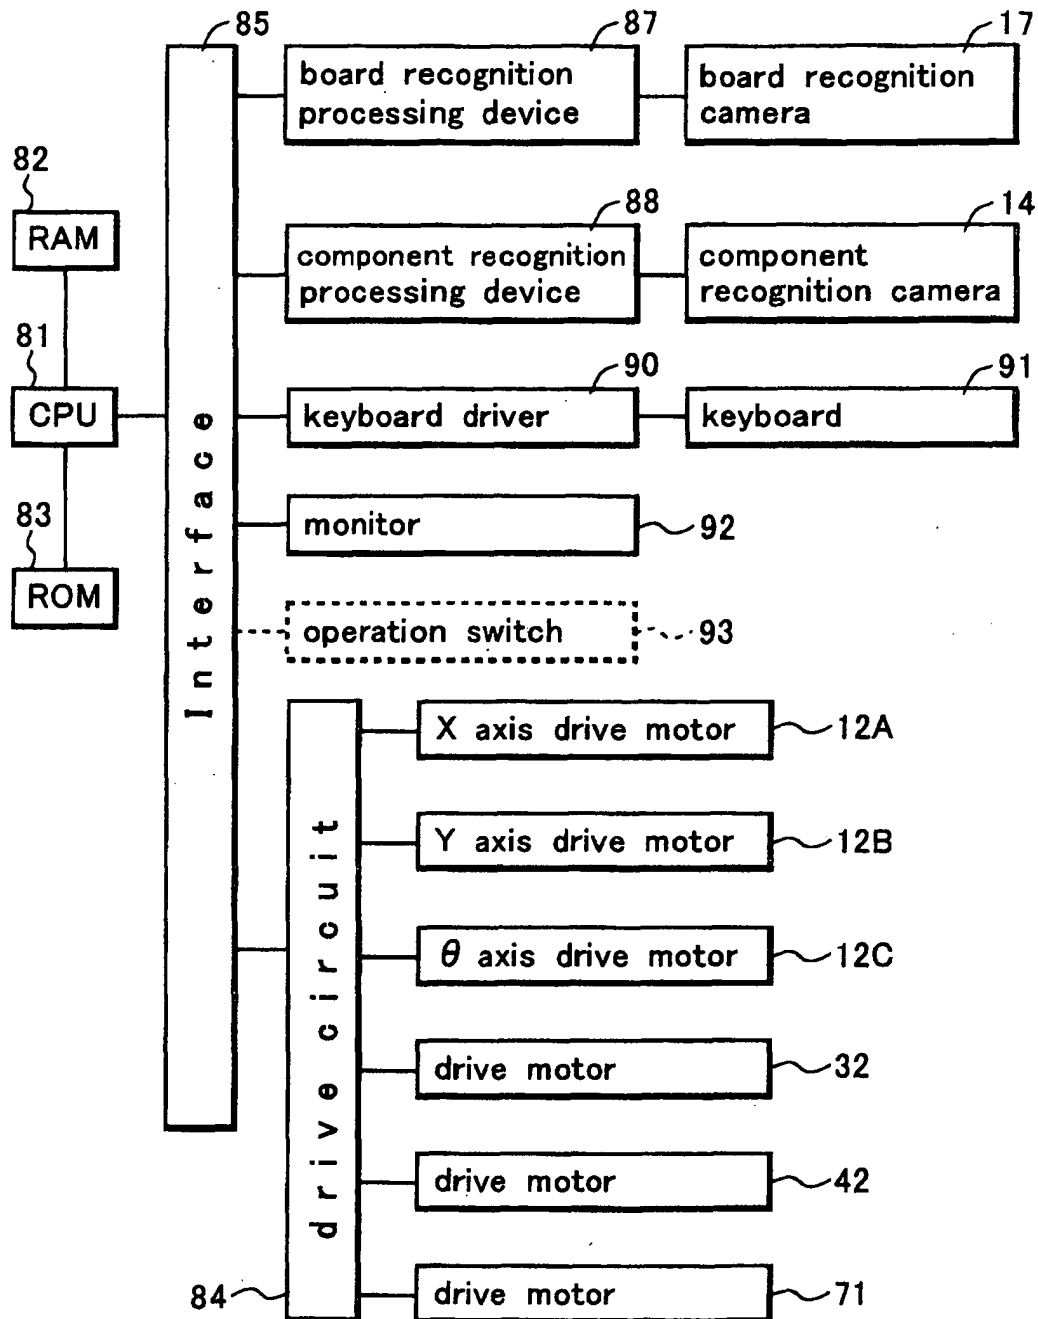 85
87
17
board recognition
processing device
board recognition
camera
82
RAM
88
14
component recognition
processing device
component
recognition camera
81
CPU
90
91
keyboard driver
keyboard
Interface
83
ROM
monitor
92
operation switch
93
drive circuit
84
X axis drive motor
12A
Y axis drive motor
12B
θ axis drive motor
12C
drive motor
32
drive motor
42
drive motor
71